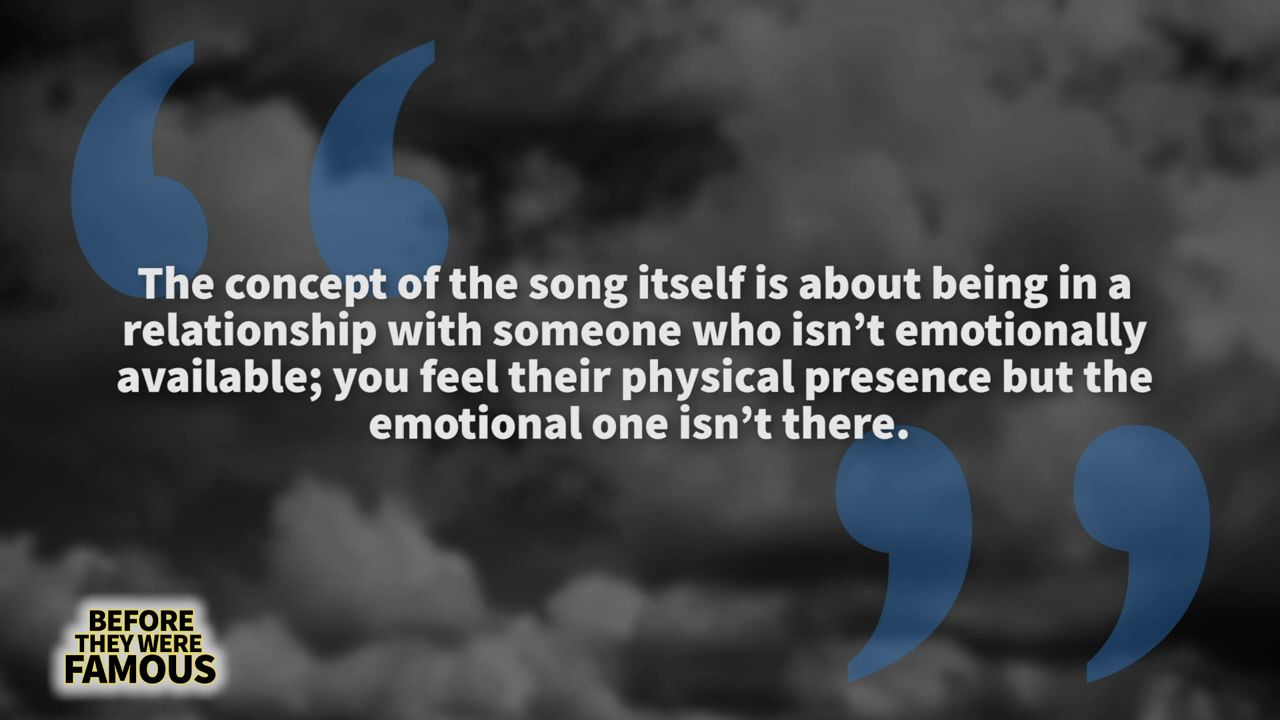 The concept of the song itself is about being in a
relationship with someone who isn’t emotionally
available; you feel their physical presence but the
emotional one isn’t there.
BEFORE
THEY WERE
FAMOUS